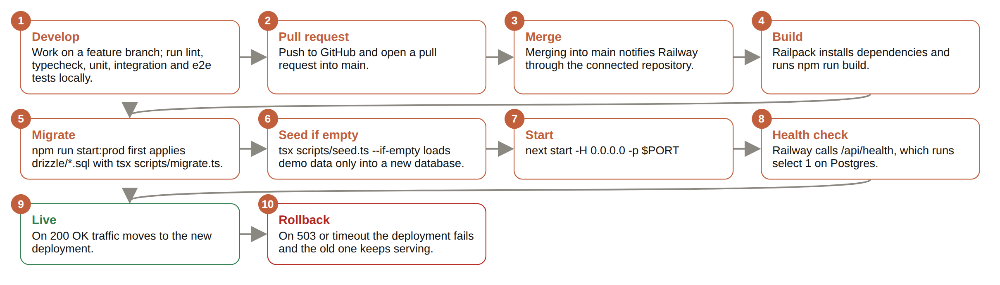 1
Develop
Work on a feature branch; run lint,
typecheck, unit, integration and e2e
tests locally.
2
Pull request
Push to GitHub and open a pull
request into main.
3
Merge
Merging into main notifies Railway
through the connected repository.
4
Build
Railpack installs dependencies and
runs npm run build.
5
Migrate
npm run start:prod first applies
drizzle/*.sql with tsx scripts/migrate.ts.
6
Seed if empty
tsx scripts/seed.ts --if-empty loads
demo data only into a new database.
7
Start
next start -H 0.0.0.0 -p $PORT
8
Health check
Railway calls /api/health, which runs
select 1 on Postgres.
9
Live
On 200 OK traffic moves to the new
deployment.
10
Rollback
On 503 or timeout the deployment fails
and the old one keeps serving.